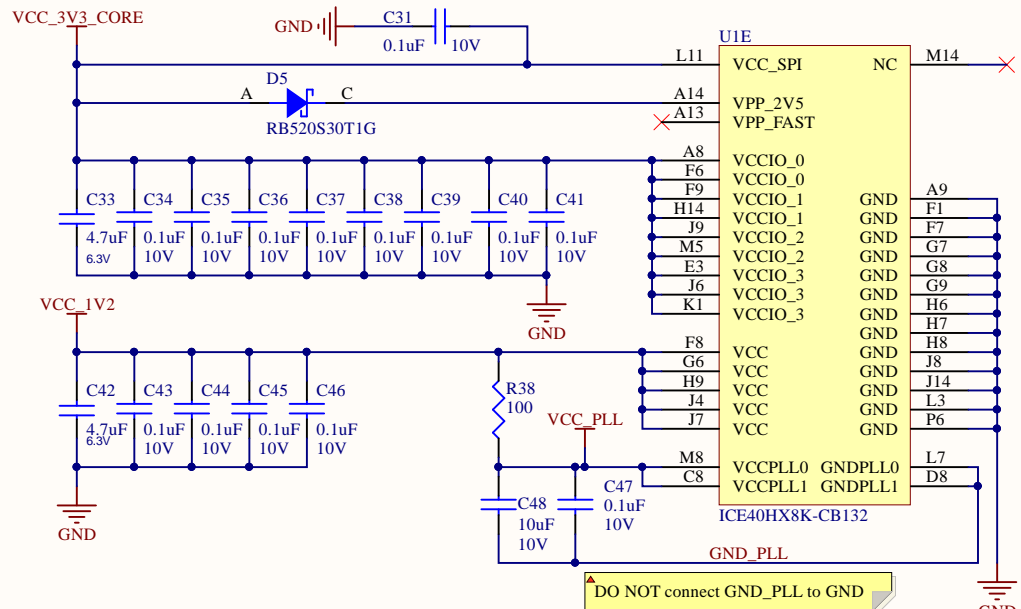 VCC_3V3_CORE
GND
C31
0.1uF
10V
U1E
L11
VCC_SPI
NC
M14
D5
A
C
RB520S30T1G
A14
VPP_2V5
A13
VPP_FAST
A8
VCCIO_0
F6
VCCIO_0
F9
VCCIO_1
GND
A9
H14
VCCIO_1
GND
F1
J9
VCCIO_2
GND
F7
M5
VCCIO_2
GND
G7
E3
VCCIO_3
GND
G8
J6
VCCIO_3
GND
G9
K1
VCCIO_3
GND
H6
GND
H7
C33
4.7uF
6.3V
C34
0.1uF
10V
C35
0.1uF
10V
C36
0.1uF
10V
C37
0.1uF
10V
C38
0.1uF
10V
C39
0.1uF
10V
C40
0.1uF
10V
C41
0.1uF
10V
GND
VCC_1V2
F8
VCC
GND
H8
G6
VCC
GND
J8
H9
VCC
GND
J14
J4
VCC
GND
L3
J7
VCC
GND
P6
C42
4.7uF
6.3V
C43
0.1uF
10V
C44
0.1uF
10V
C45
0.1uF
10V
C46
0.1uF
10V
GND
R38
100
VCC_PLL
M8
VCCPLL0
GNDPLL0
L7
C8
VCCPLL1
GNDPLL1
D8
C48
10uF
10V
C47
0.1uF
10V
ICE40HX8K-CB132
GND_PLL
DO NOT connect GND_PLL to GND
GND